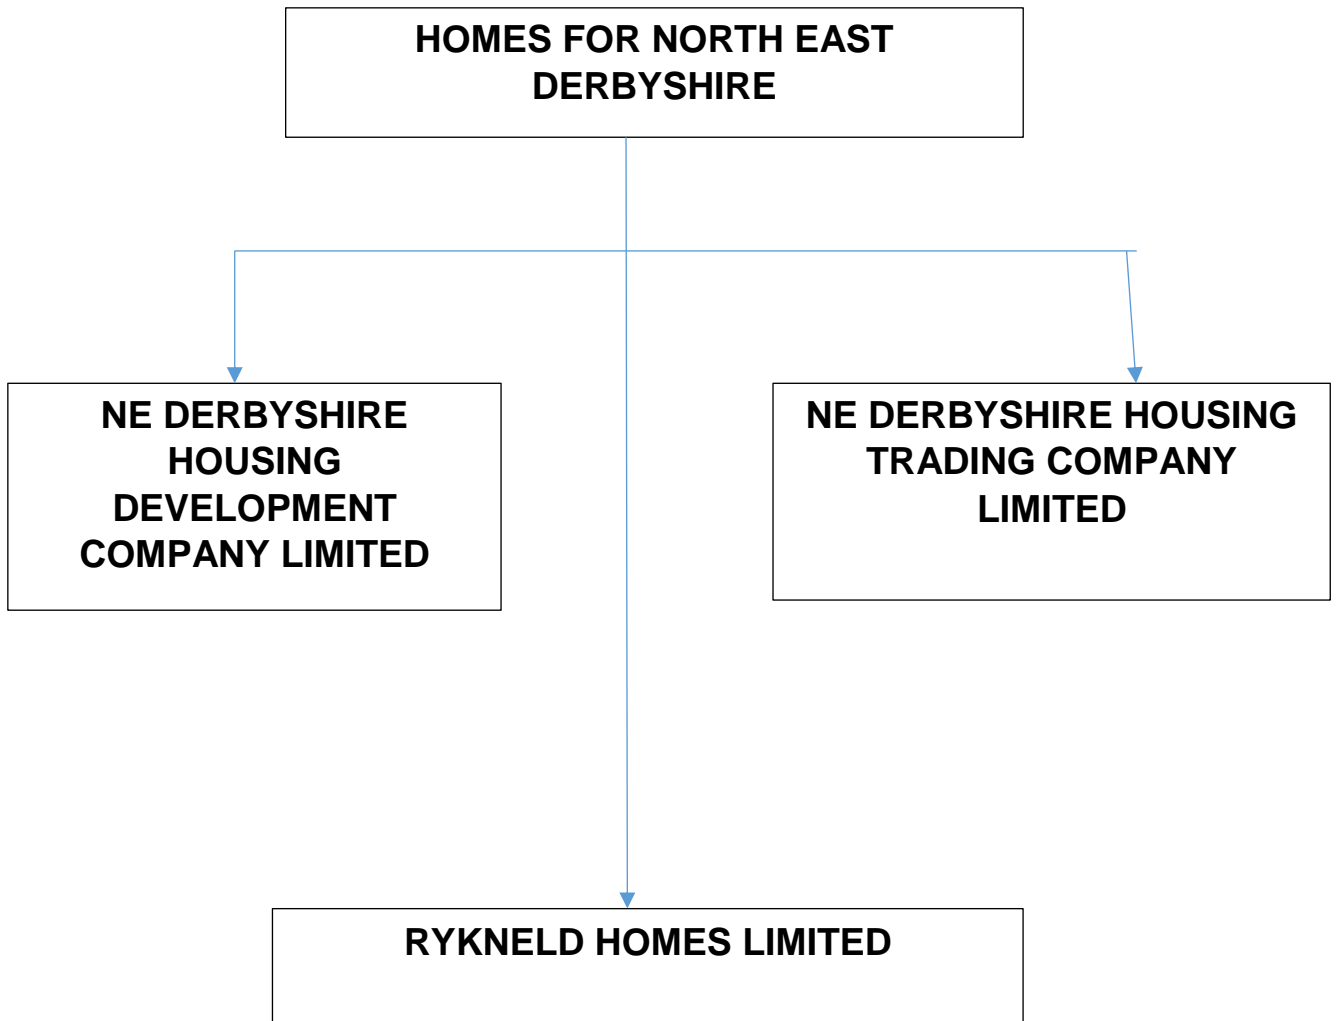 HOMES FOR NORTH EAST
DERBYSHIRE
NE DERBYSHIRE
HOUSING
DEVELOPMENT
COMPANY LIMITED
NE DERBYSHIRE HOUSING
TRADING COMPANY
LIMITED
RYKNELD HOMES LIMITED